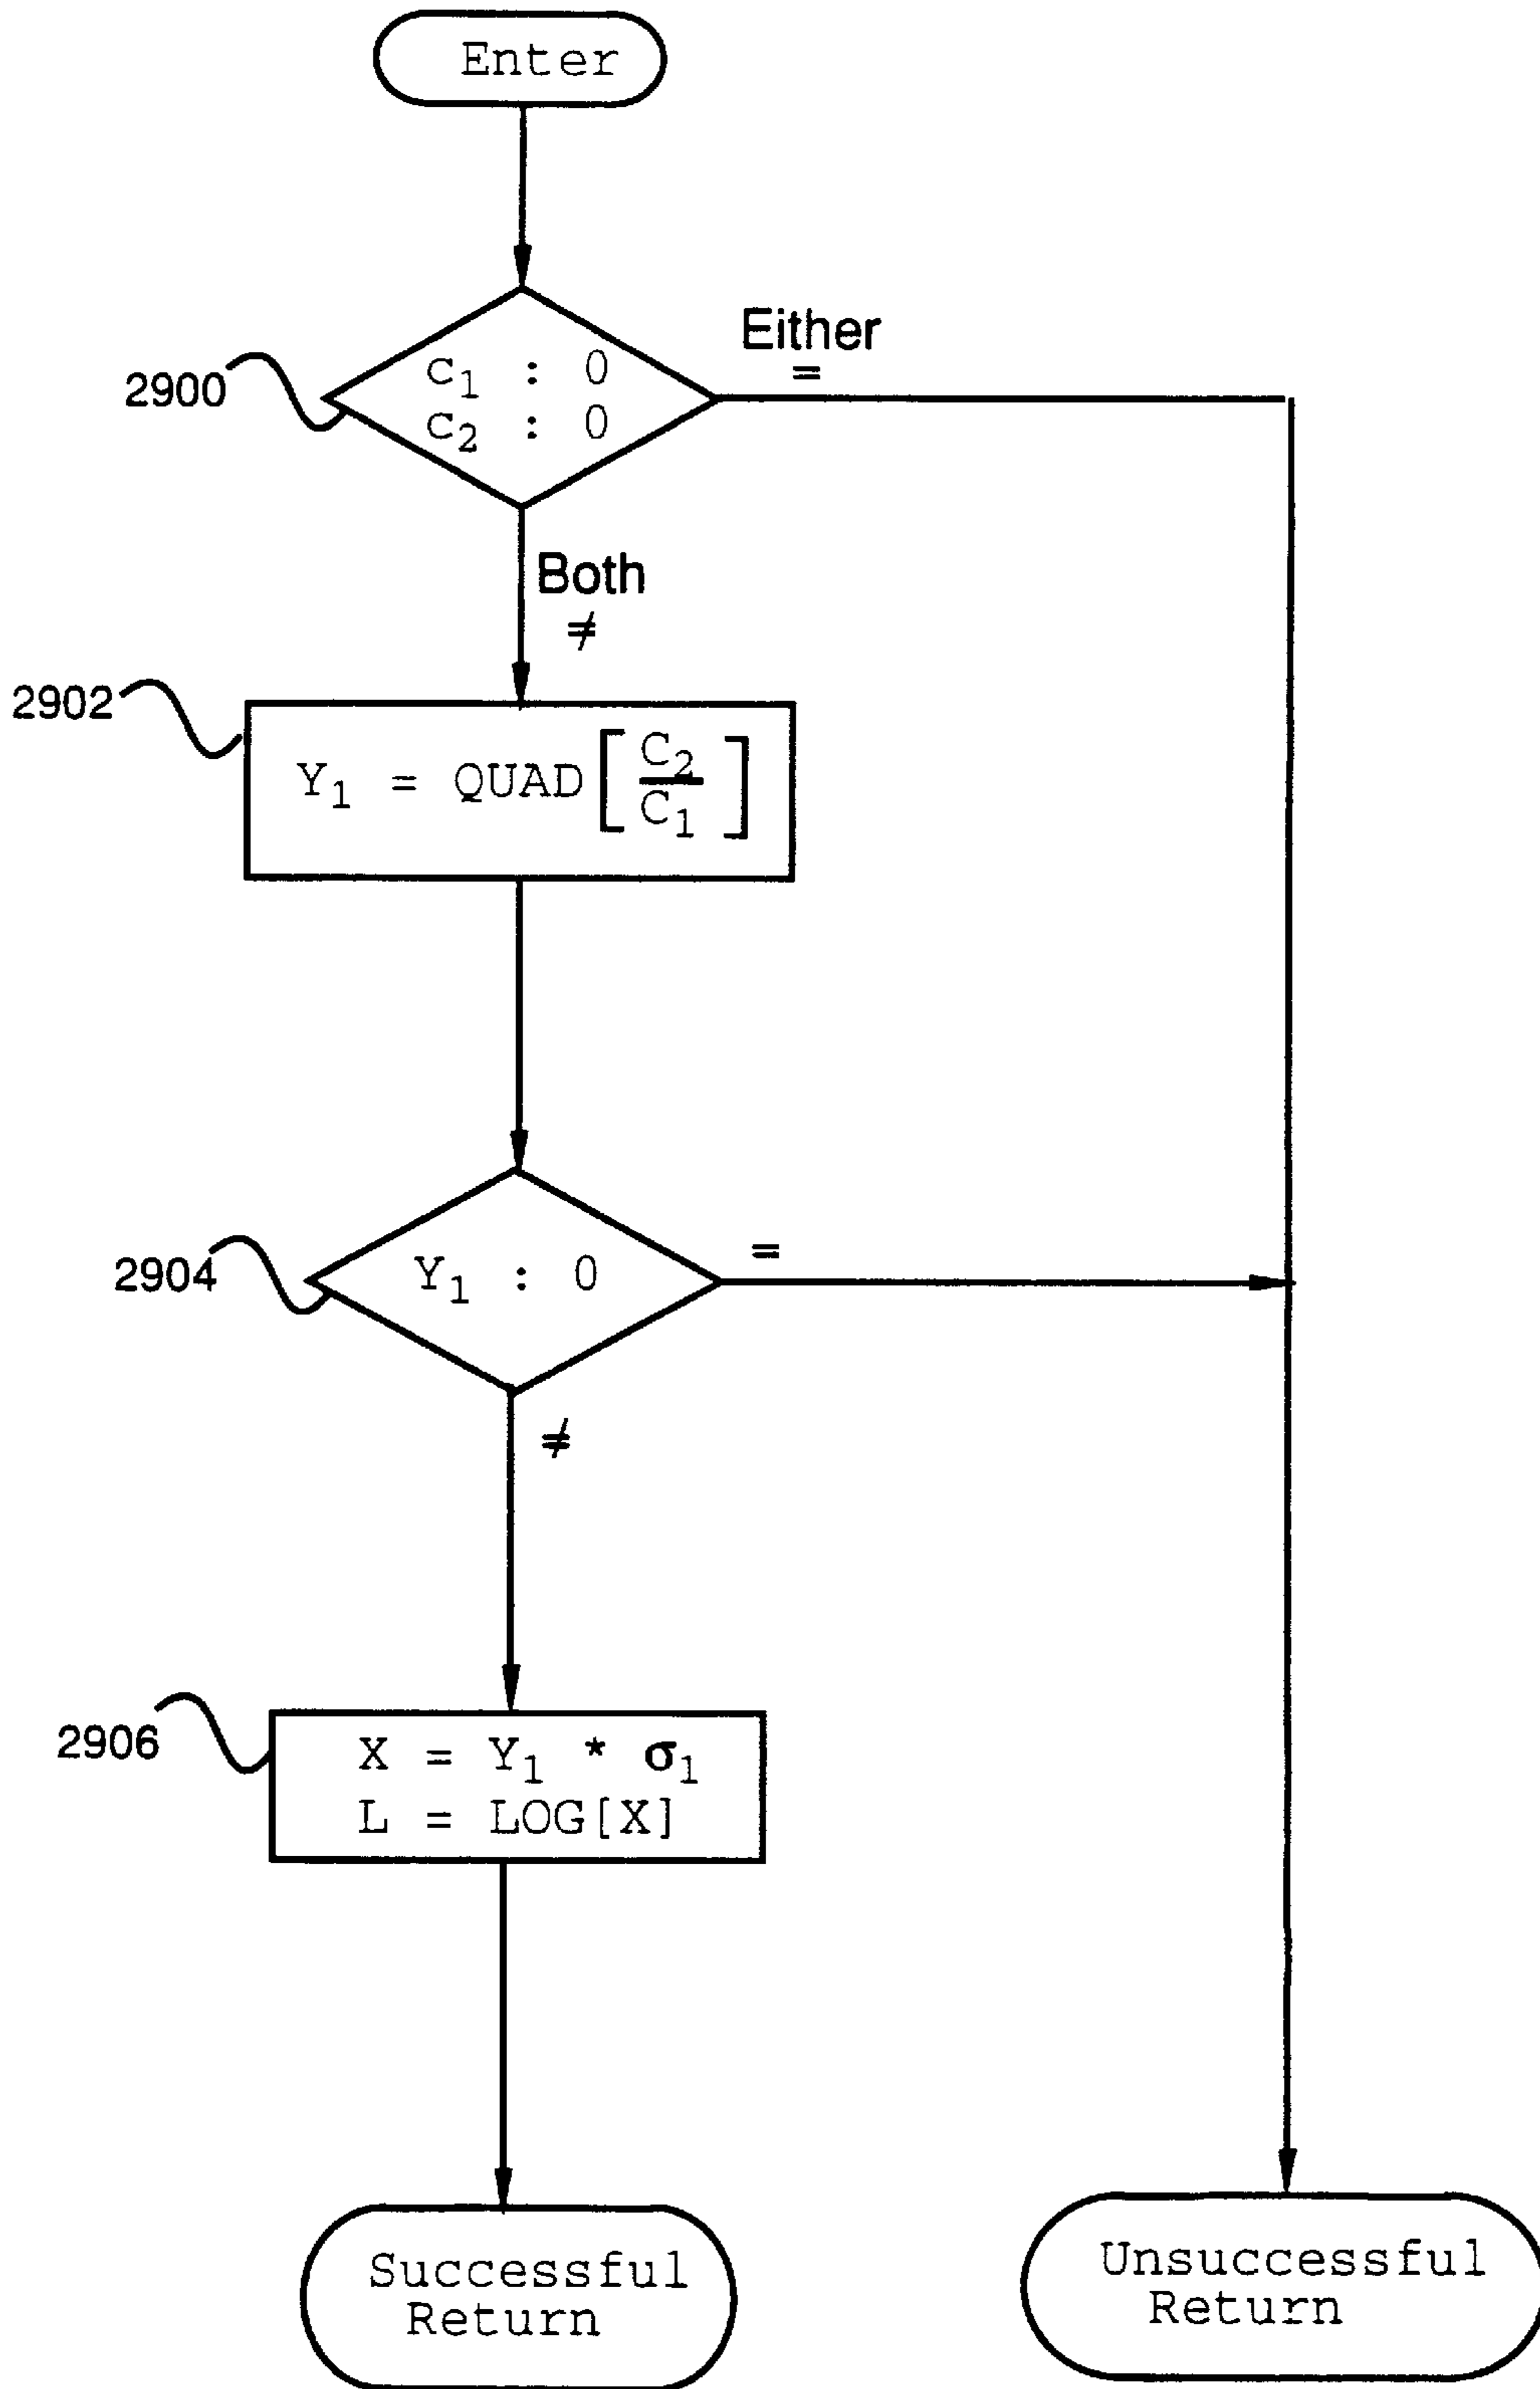 Enter
Either
=
2900
C₁ : 0
C₂ : 0
Both
≠
2902
Y₁ = QUAD[C₂/C₁]
2904
Y₁ : 0
=
≠
2906
X = Y₁ * σ₁
L = LOG[X]
Successful
Return
Unsuccessful
Return